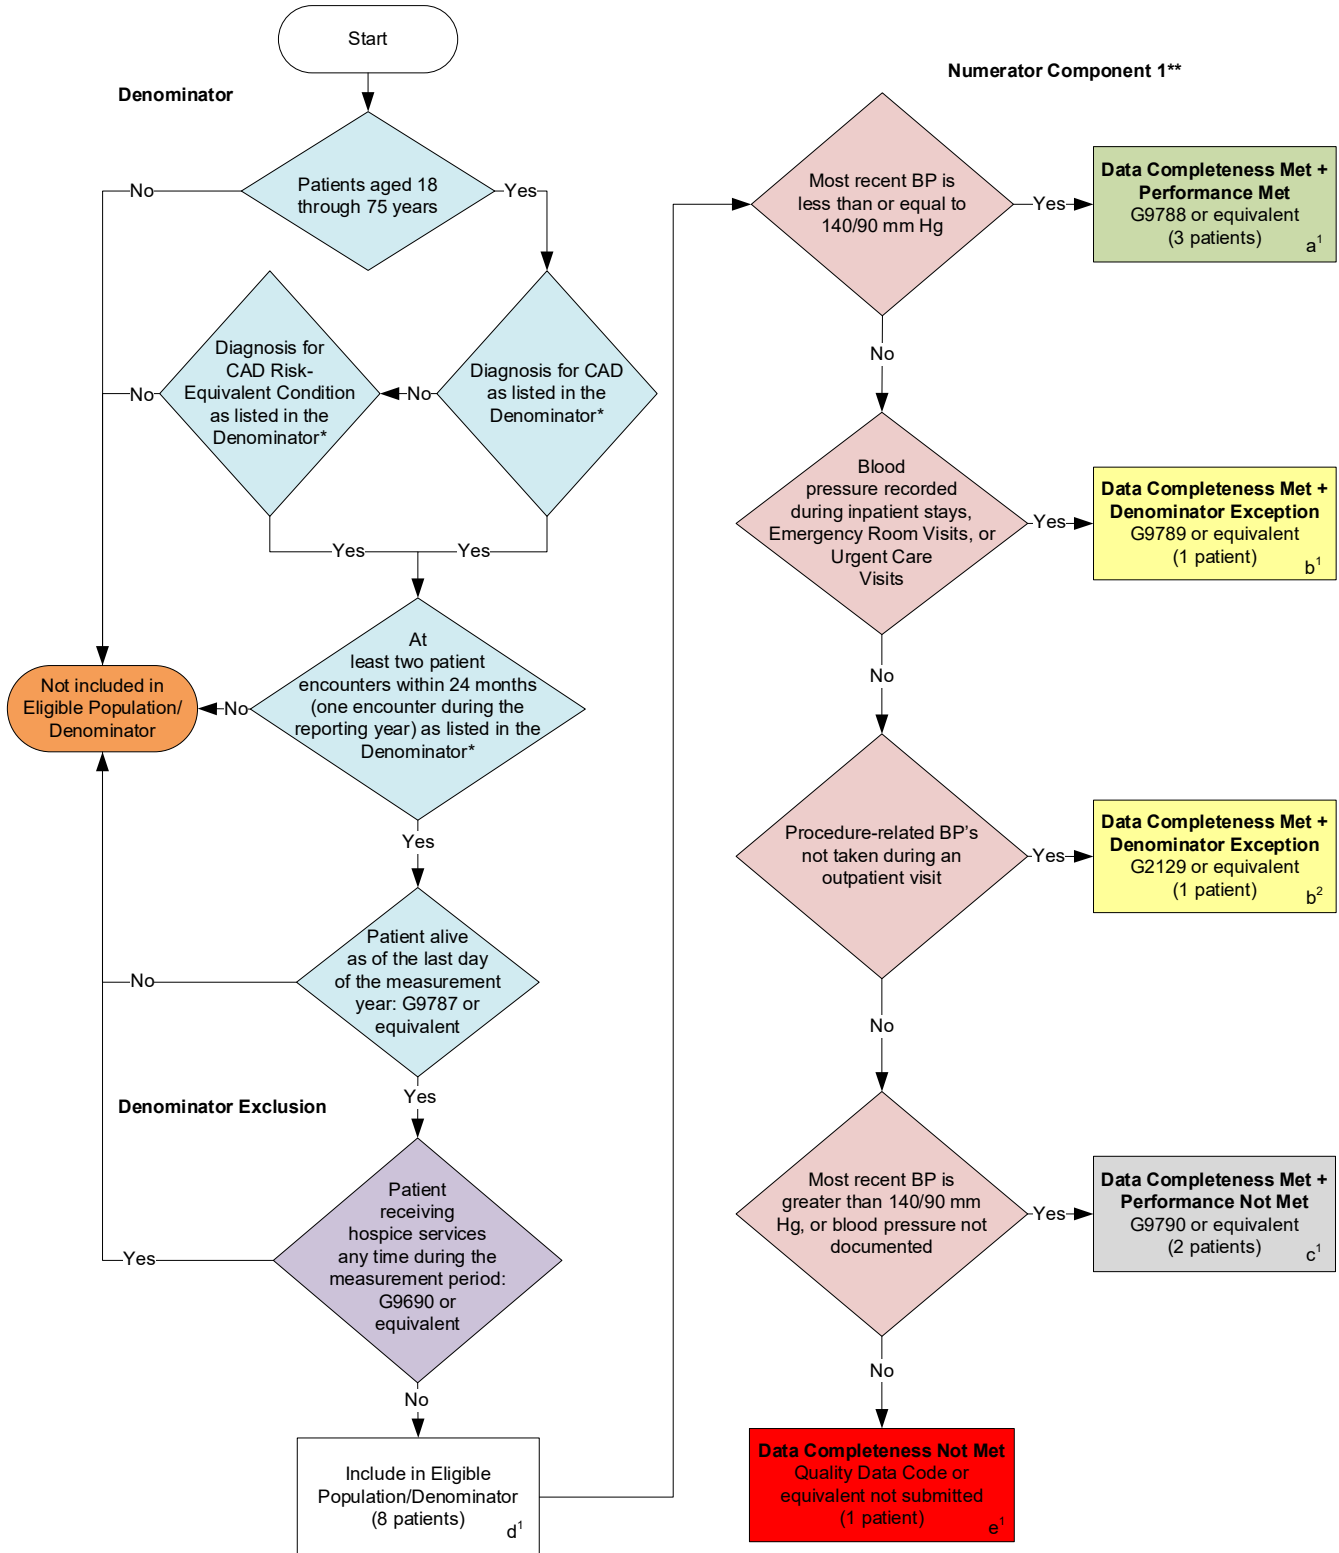 Start
Denominator
Patients aged 18
through 75 years
No
Yes
Diagnosis for CAD
as listed in the
Denominator*
No
Diagnosis for
CAD Risk-
Equivalent Condition
as listed in the
Denominator*
No
Yes
Yes
At
least two patient
encounters within 24 months
(one encounter during the
reporting year) as listed in the
Denominator*
No
Not included in
Eligible Population/
Denominator
Yes
Patient alive
as of the last day
of the measurement
year: G9787 or
equivalent
No
Yes
Denominator Exclusion
Patient
receiving
hospice services
any time during the
measurement period:
G9690 or
equivalent
Yes
No
Include in Eligible
Population/Denominator
(8 patients)
d¹
Numerator Component 1**
Most recent BP is
less than or equal to
140/90 mm Hg
Yes
Data Completeness Met +
Performance Met
G9788 or equivalent
(3 patients)
a¹
No
Blood
pressure recorded
during inpatient stays,
Emergency Room Visits, or
Urgent Care
Visits
Yes
Data Completeness Met +
Denominator Exception
G9789 or equivalent
(1 patient)
b¹
No
Procedure-related BP’s
not taken during an
outpatient visit
Yes
Data Completeness Met +
Denominator Exception
G2129 or equivalent
(1 patient)
b²
No
Most recent BP is
greater than 140/90 mm
Hg, or blood pressure not
documented
Yes
Data Completeness Met +
Performance Not Met
G9790 or equivalent
(2 patients)
c¹
No
Data Completeness Not Met
Quality Data Code or
equivalent not submitted
(1 patient)
e¹